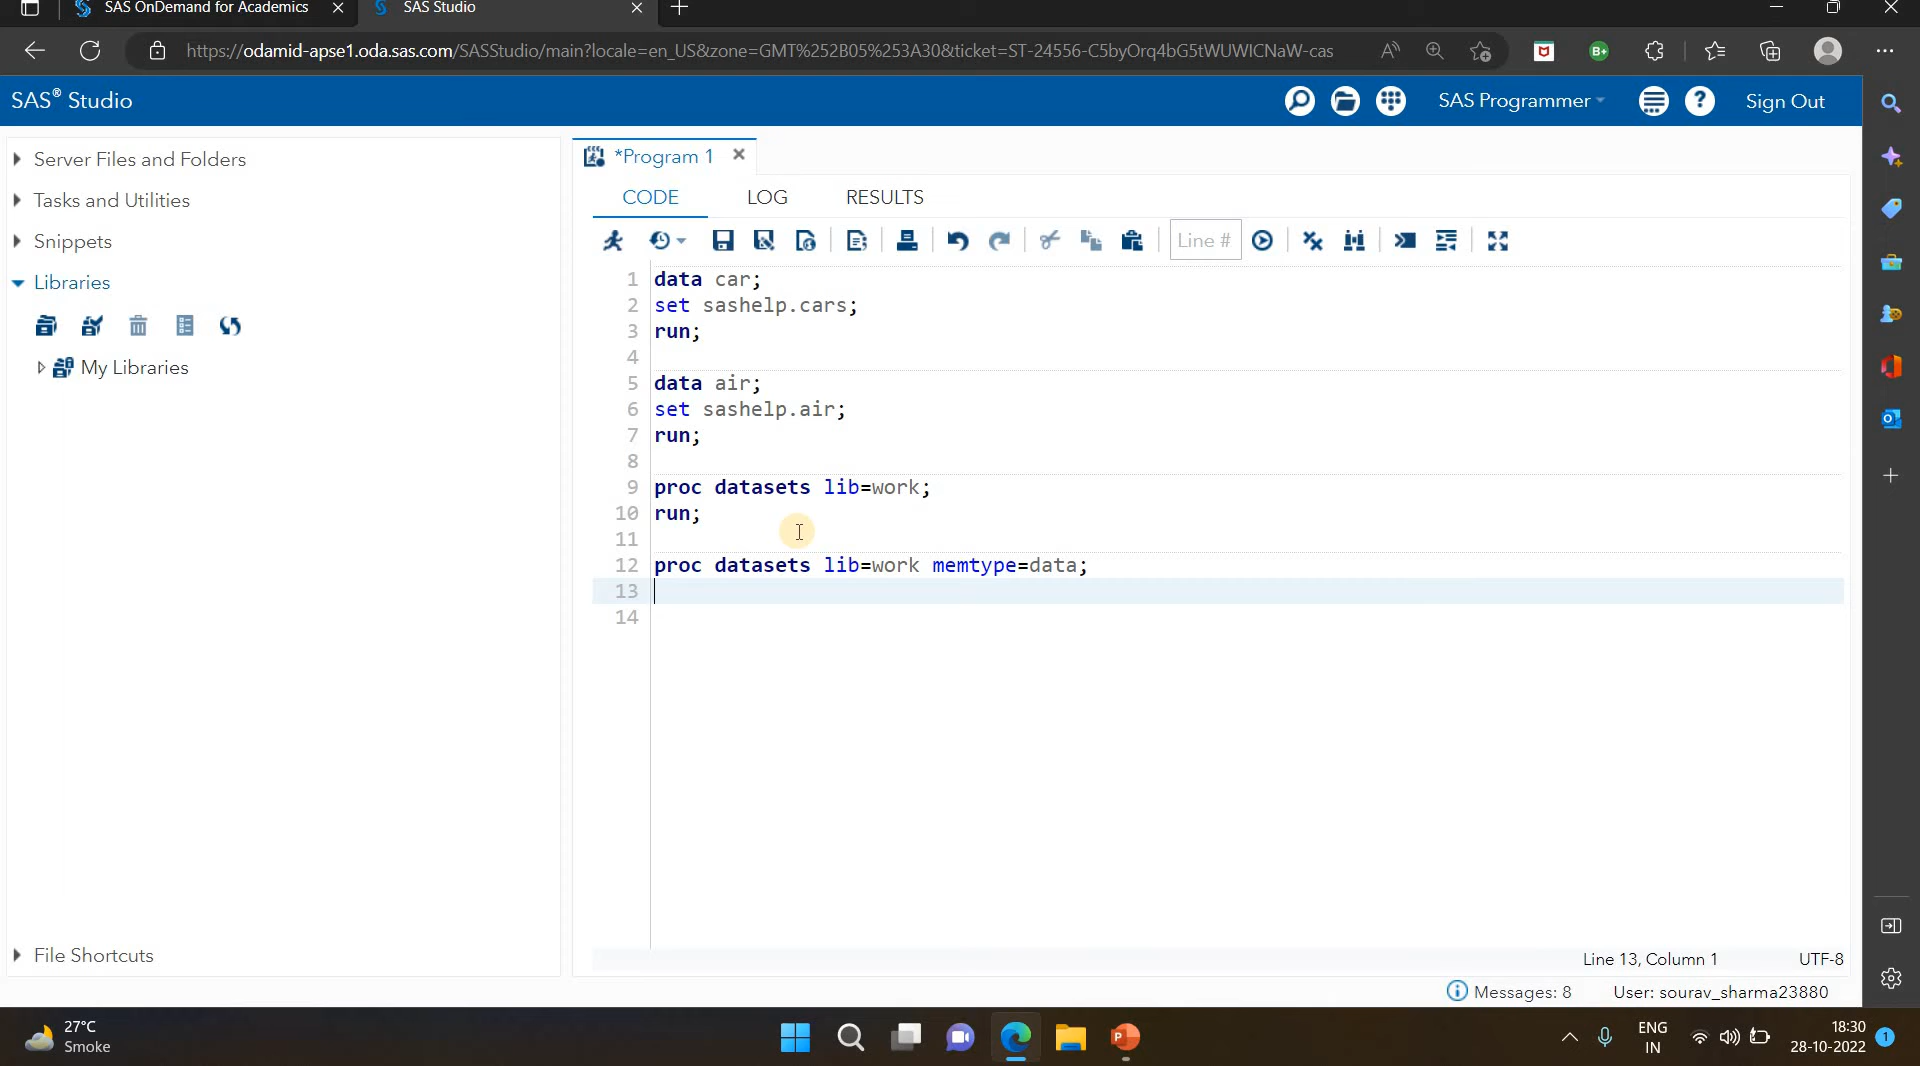 SAS OnDemand for Academics
SAS Studio
https://odamid-apse1.oda.sas.com/SASStudio/main?locale=en_US&zone=GMT%252B05%253A30&ticket=ST-24556-C5byOrq4bG5tWUWICNaW-cas
SAS® Studio
SAS Programmer
Sign Out
Server Files and Folders
Tasks and Utilities
Snippets
Libraries
My Libraries
File Shortcuts
*Program 1
CODE LOG RESULTS
Line #
1 data car;
2 set sashelp.cars;
3 run;
4
5 data air;
6 set sashelp.air;
7 run;
8
9 proc datasets lib=work;
10 run;
11
12 proc datasets lib=work memtype=data;
13
14
Line 13, Column 1 UTF-8
Messages: 8 User: sourav_sharma23880
27°C
Smoke
ENG
IN
18:30
28-10-2022
1